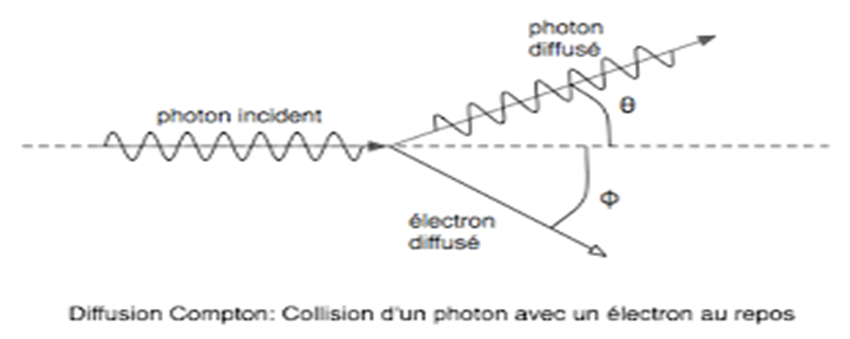 photon
diffusé
photon incident
θ
Φ
électron
diffusé
Diffusion Compton: Collision d'un photon avec un électron au repos